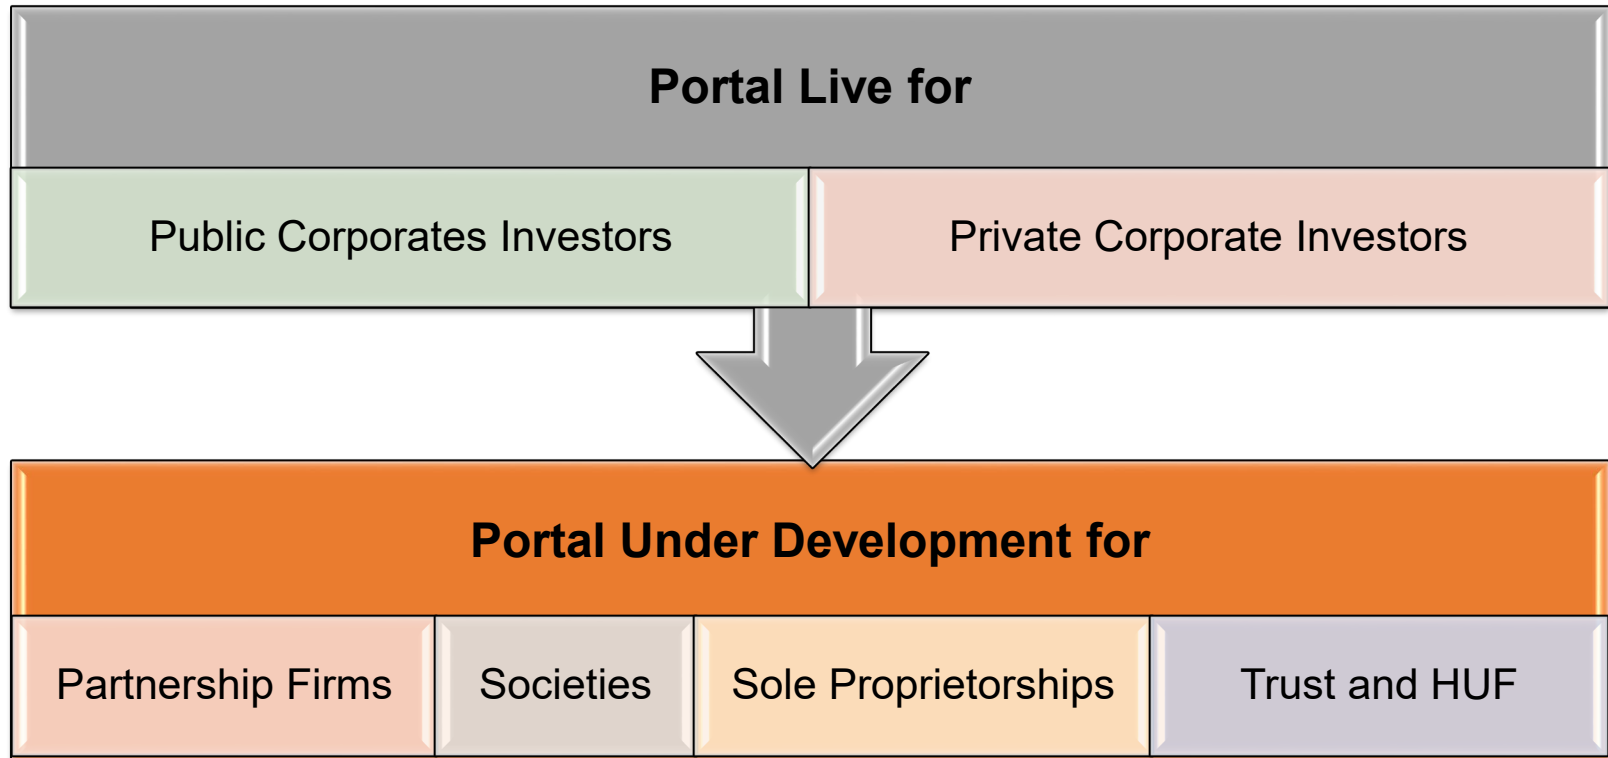 Portal Live for
Public Corporates Investors
Private Corporate Investors
Portal Under Development for
Partnership Firms
Societies
Sole Proprietorships
Trust and HUF